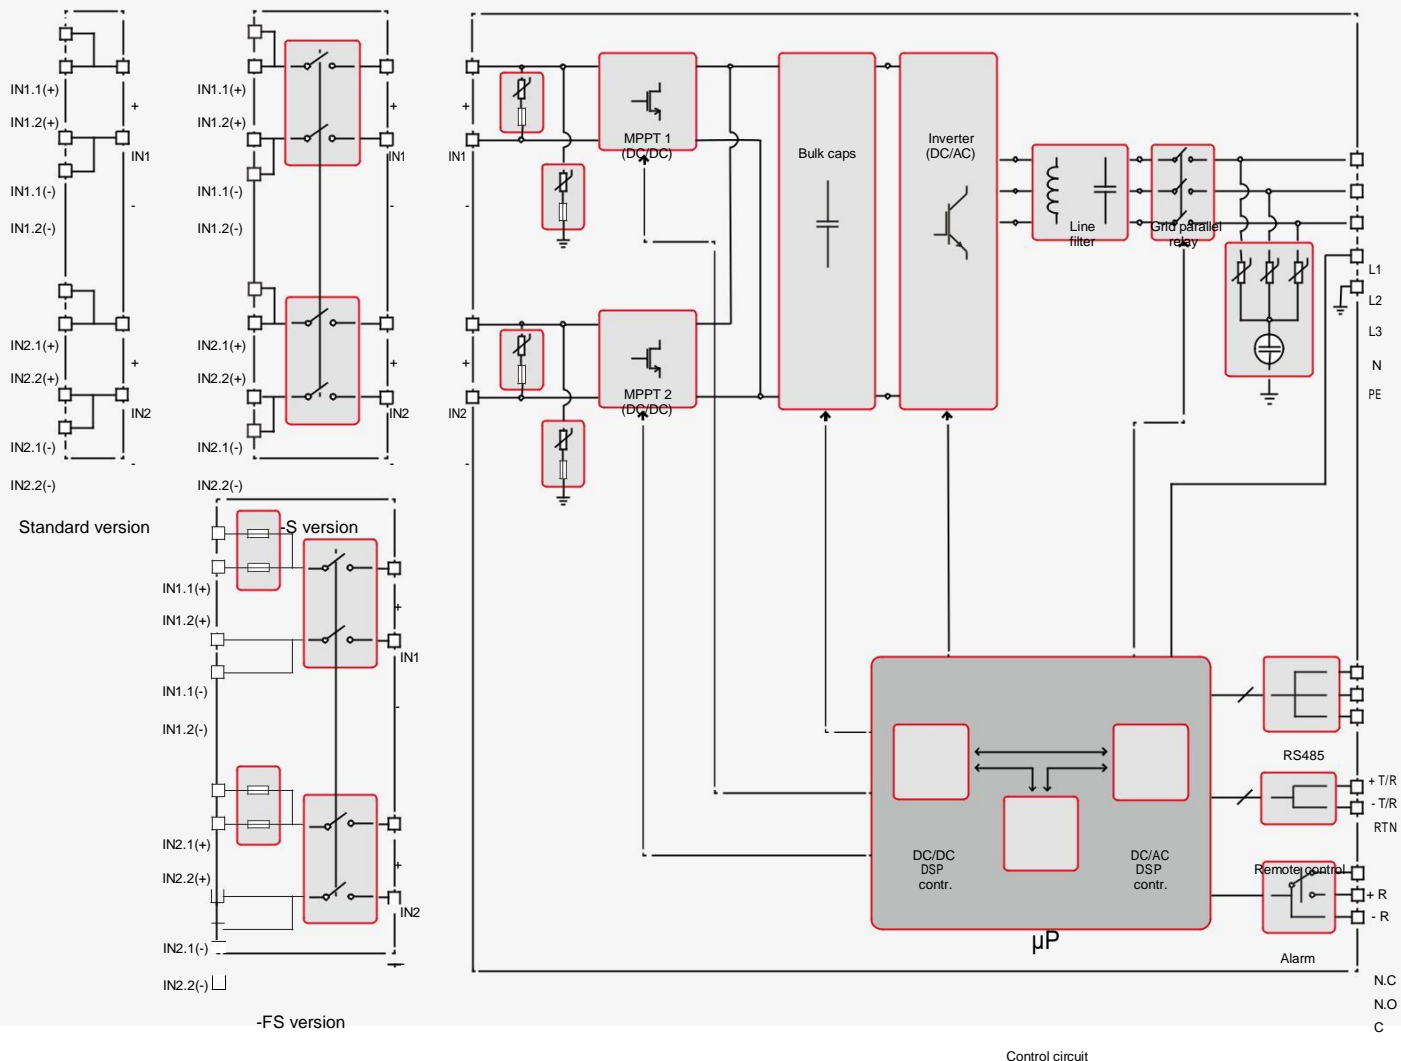 IN1.1(+)
IN1.2(+)
+
IN1
IN1.1(-)
IN1.2(-)
-
IN2.1(+)
IN2.2(+)
+
IN2
IN2.1(-)
-
IN2.2(-)
Standard version
IN1.1(+)
IN1.2(+)
+
IN1
IN1.1(-)
IN1.2(-)
-
IN2.1(+)
IN2.2(+)
+
IN2
IN2.1(-)
-
IN2.2(-)
-S version
IN1.1(+)
IN1.2(+)
+
IN1
IN1.1(-)
IN1.2(-)
-
IN2.1(+)
IN2.2(+)
+
IN2
IN2.1(-)
IN2.2(-)
-FS version
+
IN1
-
+
IN2
-
MPPT 1
(DC/DC)
MPPT 2
(DC/DC)
Bulk caps
Inverter
(DC/AC)
Line
filter
Grid parallel
relay
L1
L2
L3
N
PE
DC/DC
DSP
contr.
DC/AC
DSP
contr.
µP
RS485
+ T/R
- T/R
RTN
Remote control
+ R
- R
Alarm
N.C
N.O
C
Control circuit